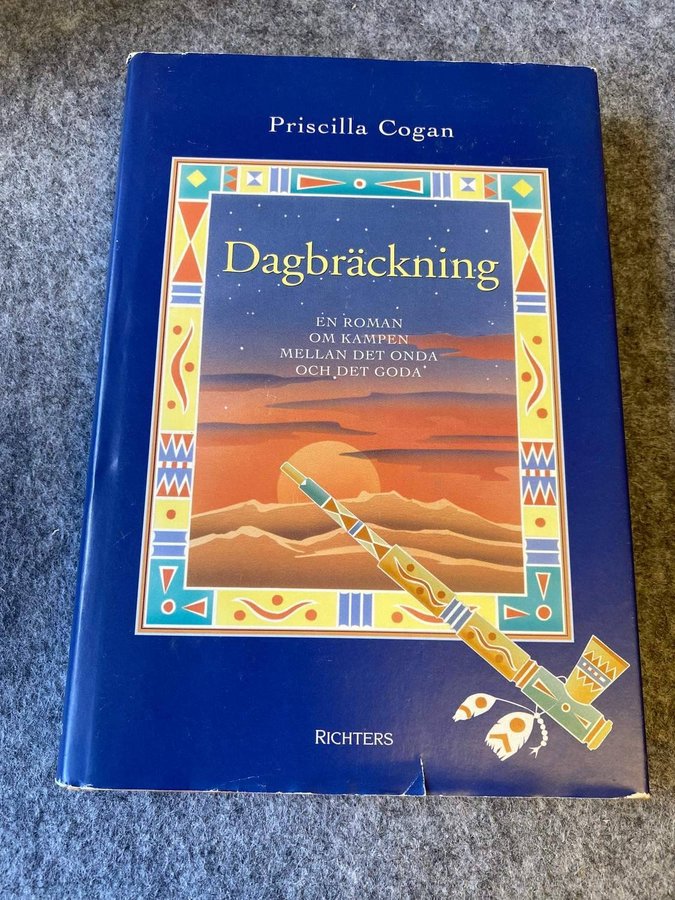 Priscilla Cogan
Dagbräckning
EN ROMAN
OM KAMPEN
MELLAN DET ONDA
OCH DET GODA
RICHTERS